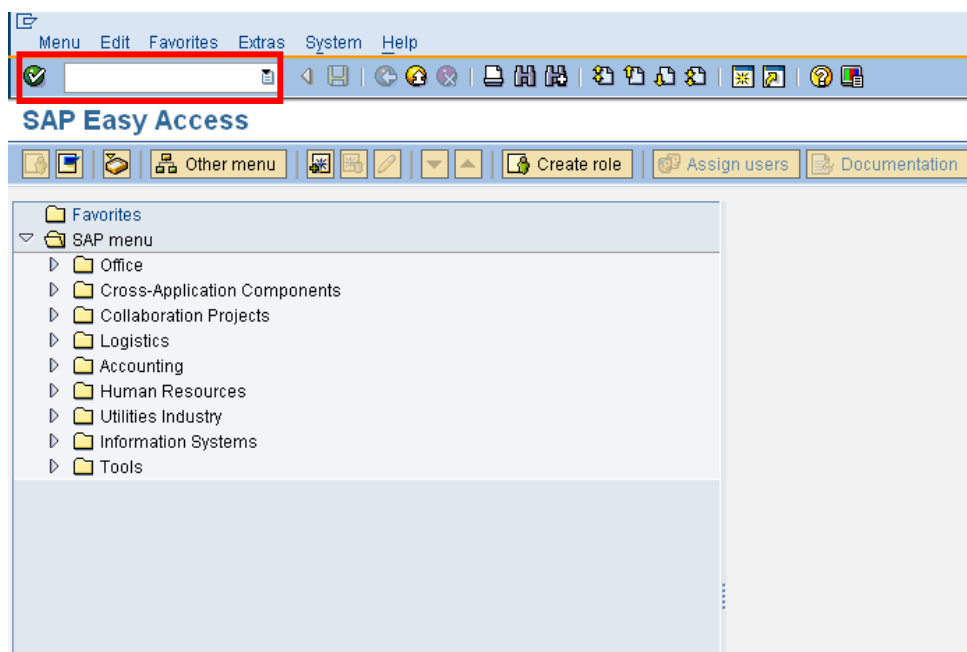 Menu Edit Favorites Extras System Help
SAP Easy Access
Other menu Create role Assign users Documentation
Favorites
SAP menu
Office
Cross-Application Components
Collaboration Projects
Logistics
Accounting
Human Resources
Utilities Industry
Information Systems
Tools